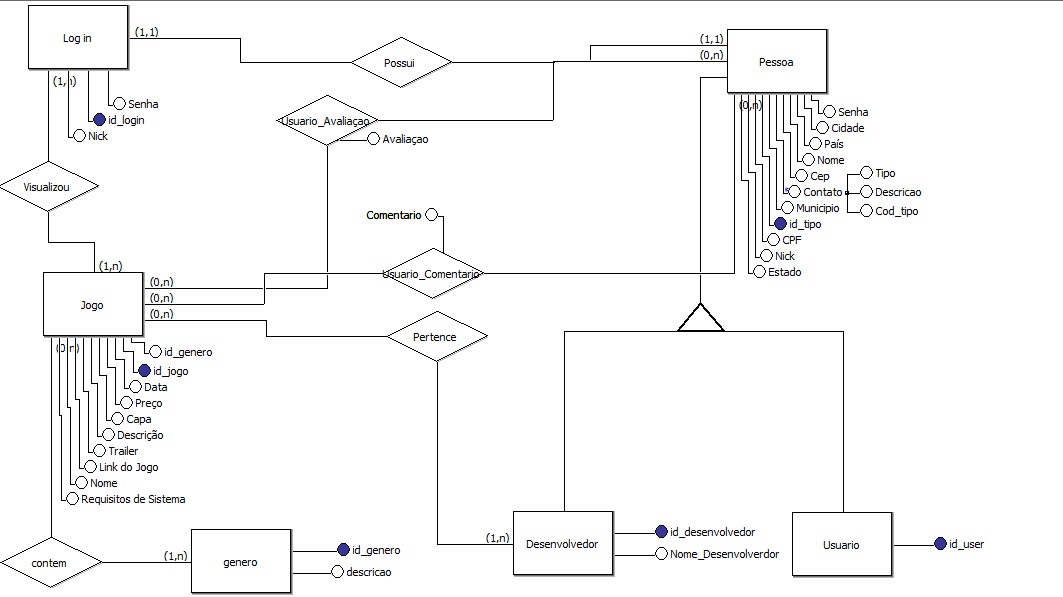 Log in
(1,1)
Possui
(1,1)
(0,n)
Pessoa
(1,n)
Senha
id_login
Nick
Usuario_Avaliaçao
Avaliaçao
(0,n)
Senha
Cidade
País
Nome
Cep
Contato
Tipo
Descricao
Cod_tipo
Municipio
id_tipo
CPF
Nick
Estado
Visualizou
Comentario
Usuario_Comentario
(1,n)
Jogo
(0,n)
(0,n)
(0,n)
Pertence
(0,n)
id_genero
id_jogo
Data
Preço
Capa
Descrição
Trailer
Link do Jogo
Nome
Requisitos de Sistema
contem
(1,n)
genero
id_genero
descricao
(1,n)
Desenvolvedor
id_desenvolvedor
Nome_Desenvolverdor
Usuario
id_user